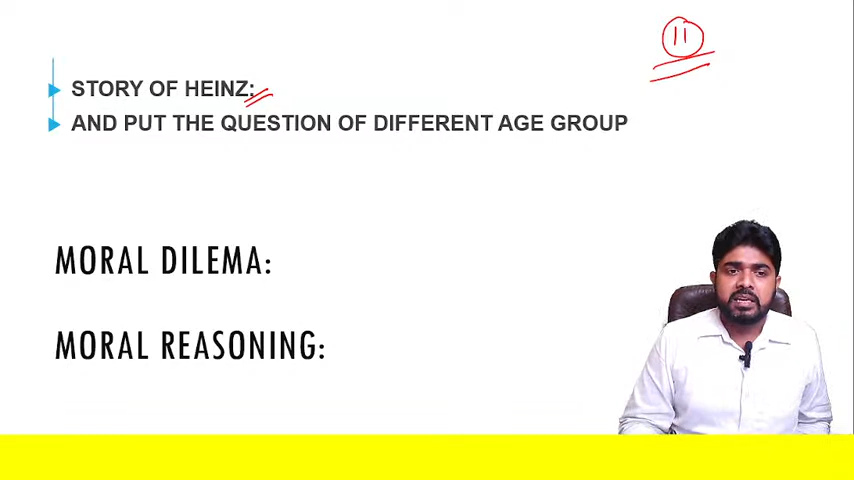 11
STORY OF HEINZ:
AND PUT THE QUESTION OF DIFFERENT AGE GROUP
MORAL DILEMA:
MORAL REASONING: